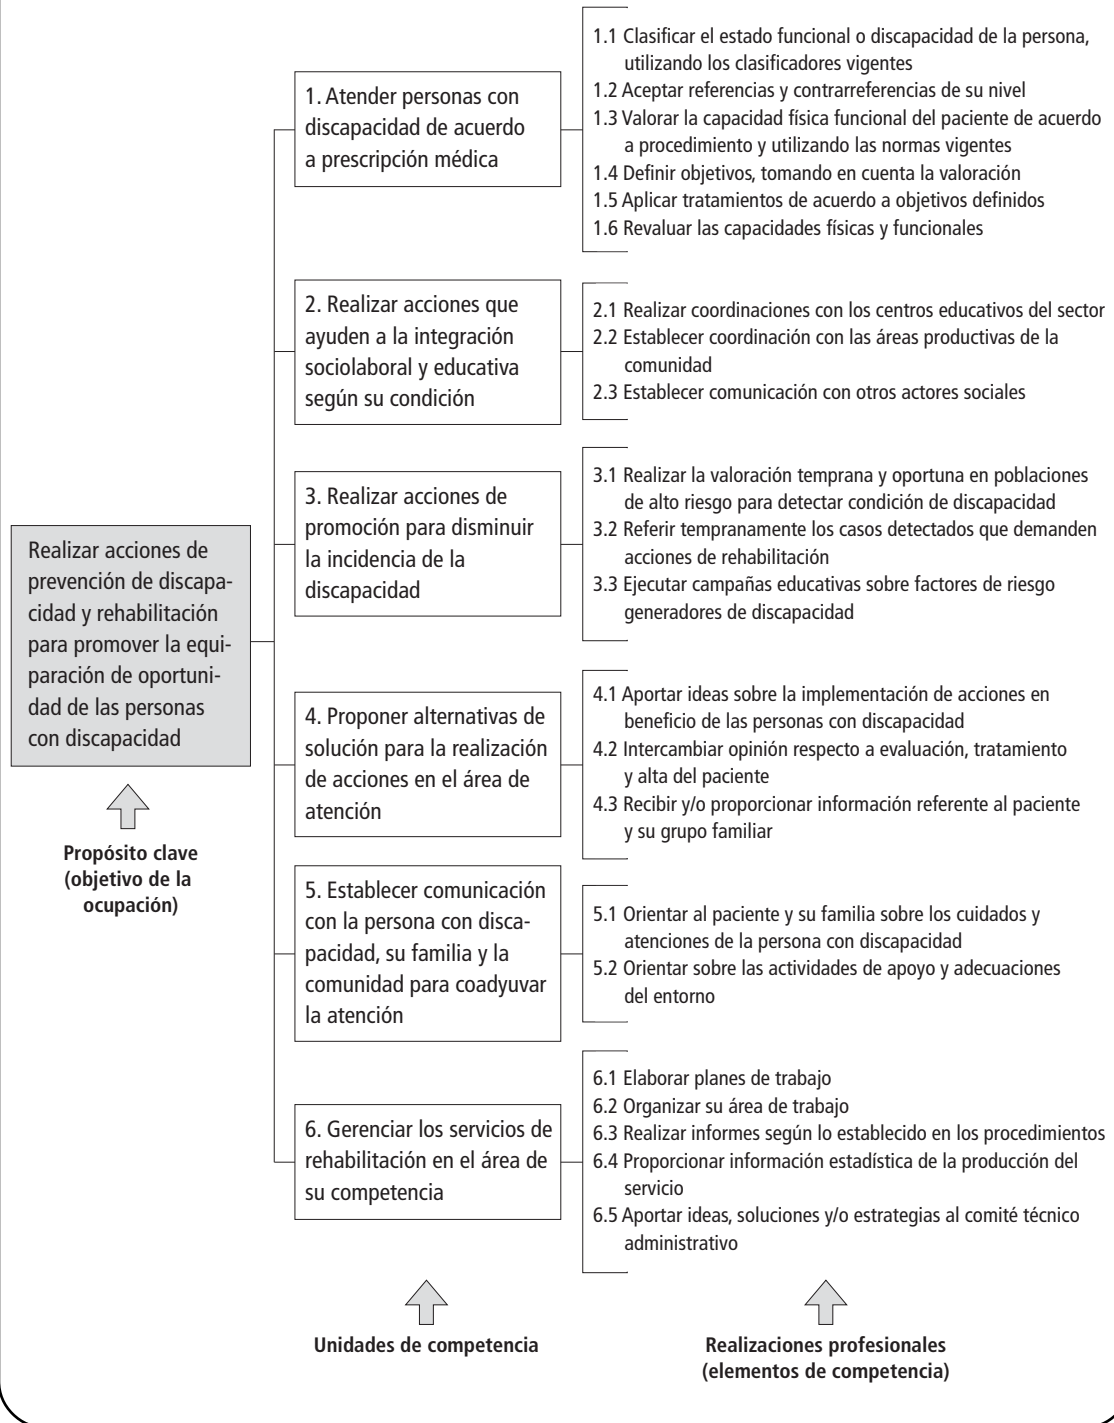 Realizar acciones de
prevención de discapa-
cidad y rehabilitación
para promover la equi-
paración de oportuni-
dad de las personas
con discapacidad
Propósito clave
(objetivo de la
ocupación)
1. Atender personas con
discapacidad de acuerdo
a prescripción médica
1.1 Clasificar el estado funcional o discapacidad de la persona,
utilizando los clasificadores vigentes
1.2 Aceptar referencias y contrarreferencias de su nivel
1.3 Valorar la capacidad física funcional del paciente de acuerdo
a procedimiento y utilizando las normas vigentes
1.4 Definir objetivos, tomando en cuenta la valoración
1.5 Aplicar tratamientos de acuerdo a objetivos definidos
1.6 Revaluar las capacidades físicas y funcionales
2. Realizar acciones que
ayuden a la integración
sociolaboral y educativa
según su condición
2.1 Realizar coordinaciones con los centros educativos del sector
2.2 Establecer coordinación con las áreas productivas de la
comunidad
2.3 Establecer comunicación con otros actores sociales
3. Realizar acciones de
promoción para disminuir
la incidencia de la
discapacidad
3.1 Realizar la valoración temprana y oportuna en poblaciones
de alto riesgo para detectar condición de discapacidad
3.2 Referir tempranamente los casos detectados que demanden
acciones de rehabilitación
3.3 Ejecutar campañas educativas sobre factores de riesgo
generadores de discapacidad
4. Proponer alternativas de
solución para la realización
de acciones en el área de
atención
4.1 Aportar ideas sobre la implementación de acciones en
beneficio de las personas con discapacidad
4.2 Intercambiar opinión respecto a evaluación, tratamiento
y alta del paciente
4.3 Recibir y/o proporcionar información referente al paciente
y su grupo familiar
5. Establecer comunicación
con la persona con disca-
pacidad, su familia y la
comunidad para coadyuvar
la atención
5.1 Orientar al paciente y su familia sobre los cuidados y
atenciones de la persona con discapacidad
5.2 Orientar sobre las actividades de apoyo y adecuaciones
del entorno
6. Gerenciar los servicios de
rehabilitación en el área de
su competencia
6.1 Elaborar planes de trabajo
6.2 Organizar su área de trabajo
6.3 Realizar informes según lo establecido en los procedimientos
6.4 Proporcionar información estadística de la producción del
servicio
6.5 Aportar ideas, soluciones y/o estrategias al comité técnico
administrativo
Unidades de competencia
Realizaciones profesionales
(elementos de competencia)